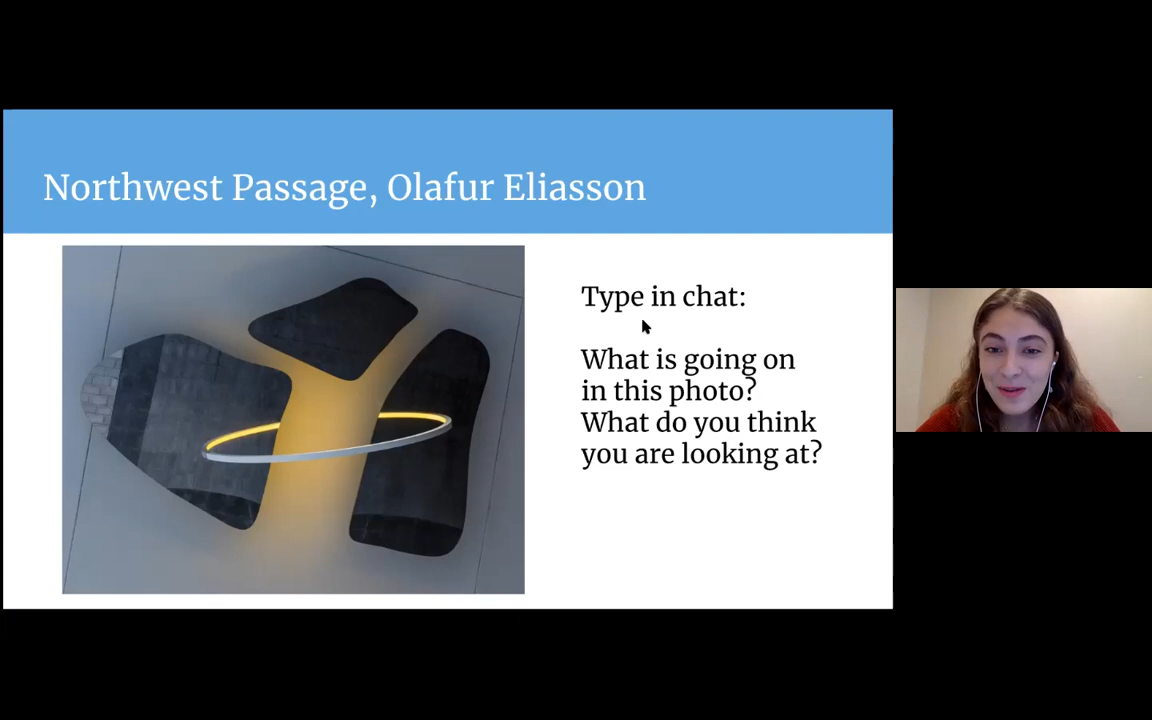 Northwest Passage, Olafur Eliasson
Type in chat:
What is going on
in this photo?
What do you think
you are looking at?